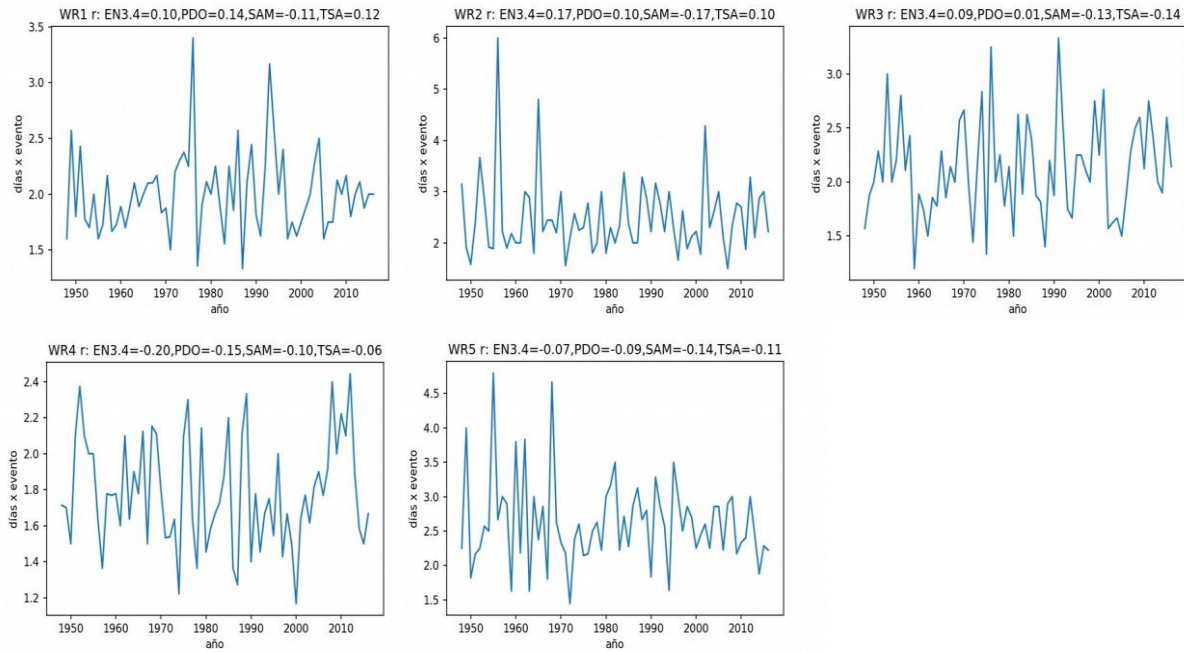 WR1 r: EN3.4=0.10,PDO=0.14,SAM=-0.11,TSA=0.12
3.5
3.0
2.5
2.0
1.5
días x evento
1950 1960 1970 1980 1990 2000 2010
año
WR2 r: EN3.4=0.17,PDO=0.10,SAM=-0.17,TSA=0.10
6
5
4
3
2
días x evento
1950 1960 1970 1980 1990 2000 2010
año
WR3 r: EN3.4=0.09,PDO=0.01,SAM=-0.13,TSA=-0.14
3.0
2.5
2.0
1.5
días x evento
1950 1960 1970 1980 1990 2000 2010
año
WR4 r: EN3.4=-0.20,PDO=-0.15,SAM=-0.10,TSA=-0.06
2.4
2.2
2.0
1.8
1.6
1.4
1.2
días x evento
1950 1960 1970 1980 1990 2000 2010
año
WR5 r: EN3.4=-0.07,PDO=-0.09,SAM=-0.14,TSA=-0.11
4.5
4.0
3.5
3.0
2.5
2.0
1.5
días x evento
1950 1960 1970 1980 1990 2000 2010
año